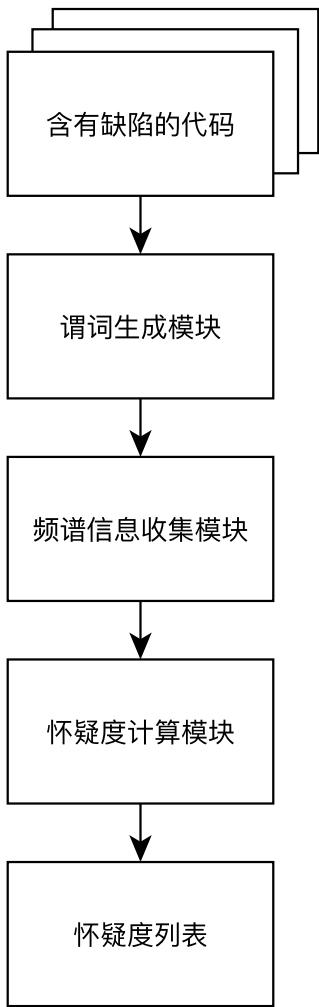 含有缺陷的代码
谓词生成模块
频谱信息收集模块
怀疑度计算模块
怀疑度列表